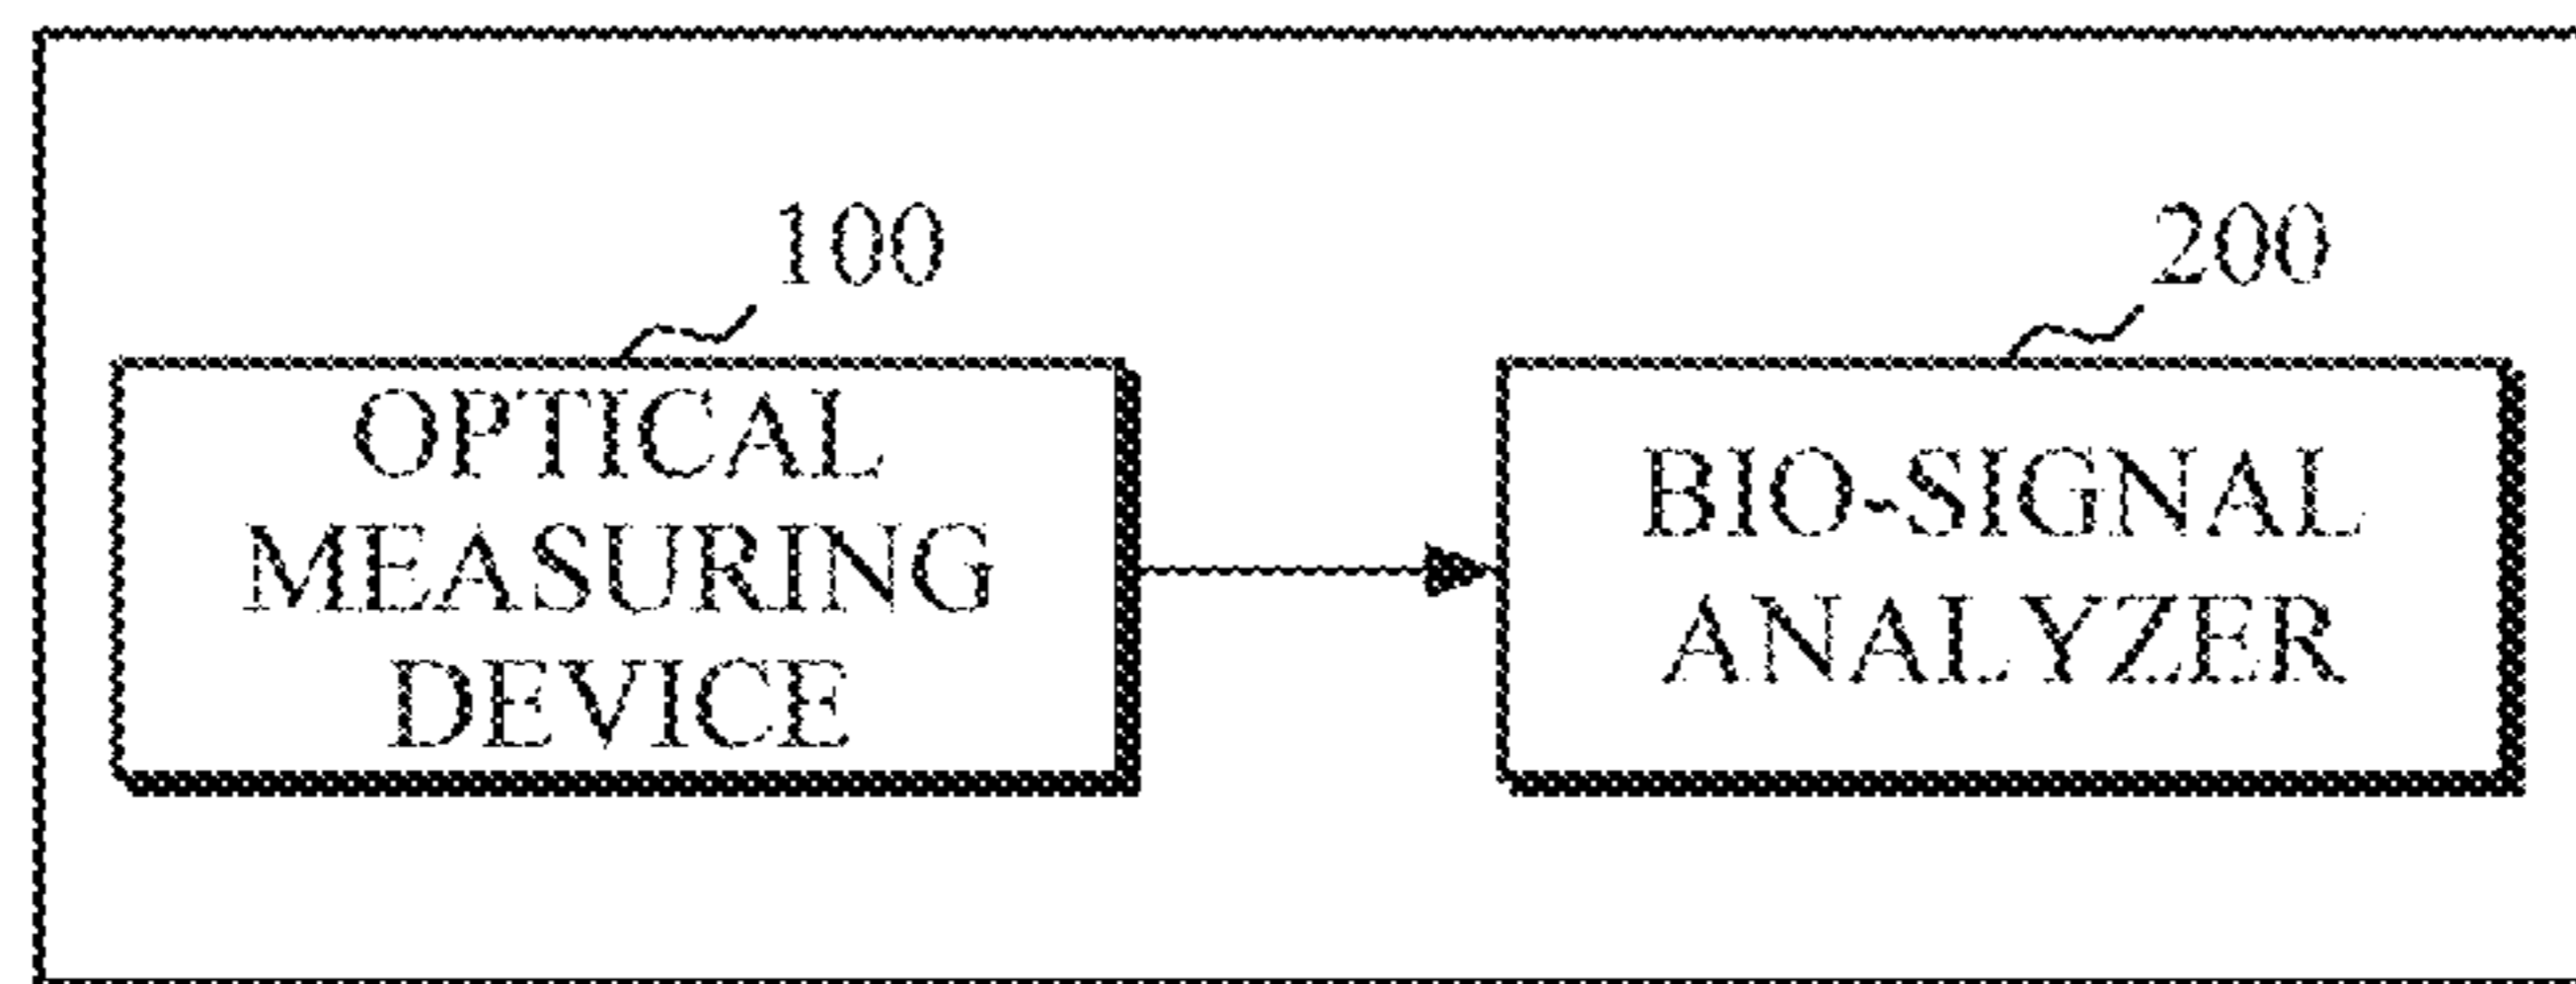 100
OPTICAL
MEASURING
DEVICE
200
BIO-SIGNAL
ANALYZER